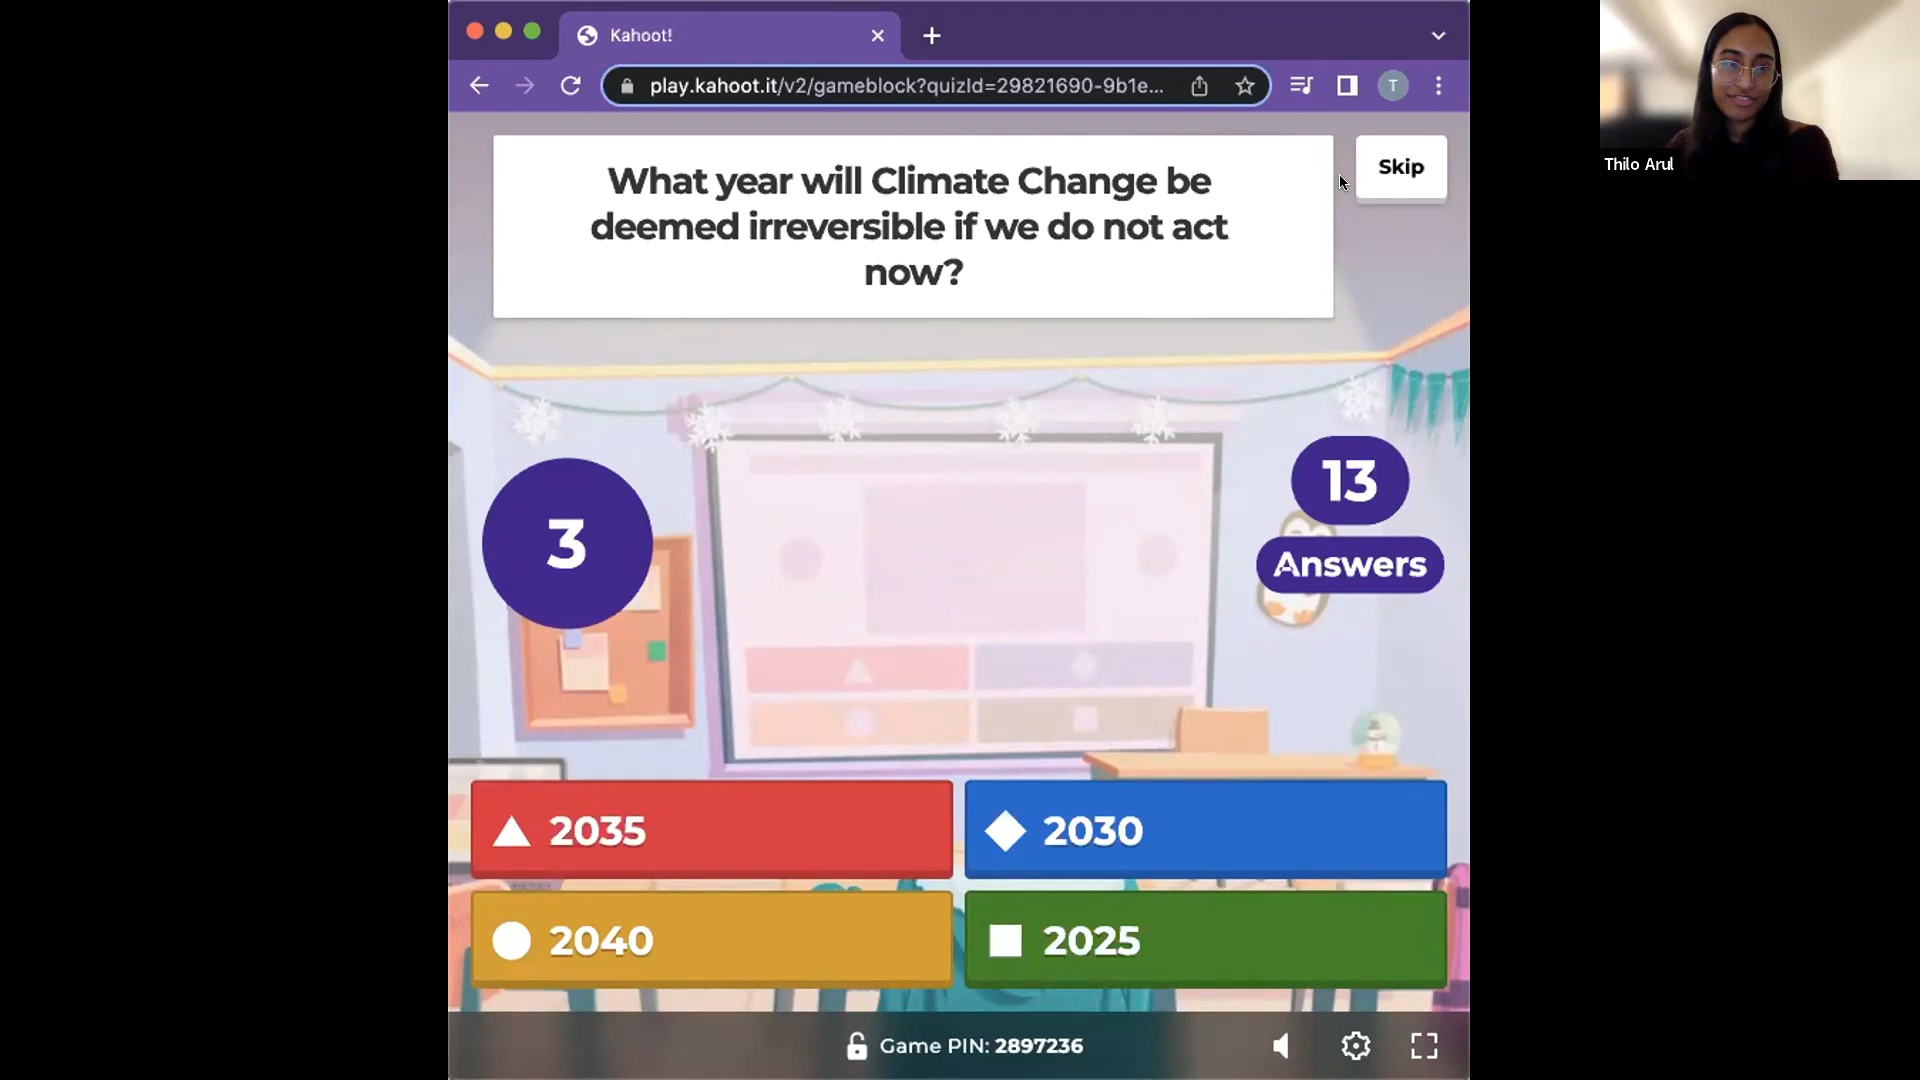 Kahoot!
play.kahoot.it/v2/gameblock?quizId=29821690-9b1e...
T
What year will Climate Change be
deemed irreversible if we do not act
now?
Skip
Thilo Arul
3
13
Answers
2035
2030
2040
2025
Game PIN: 2897236